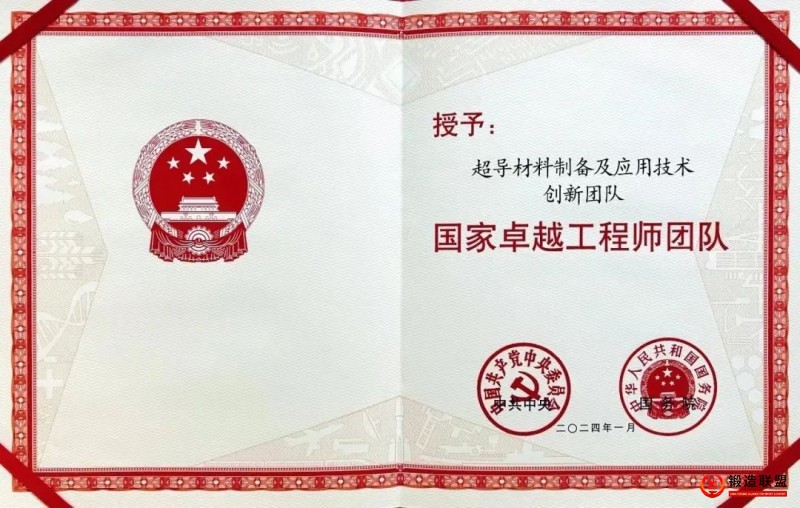 授予：
超导材料制备及应用技术
创新团队
国家卓越工程师团队
中国共产党中央委员会
中共中央
中华人民共和国国务院
国务院
二〇二四年一月
锻造联盟